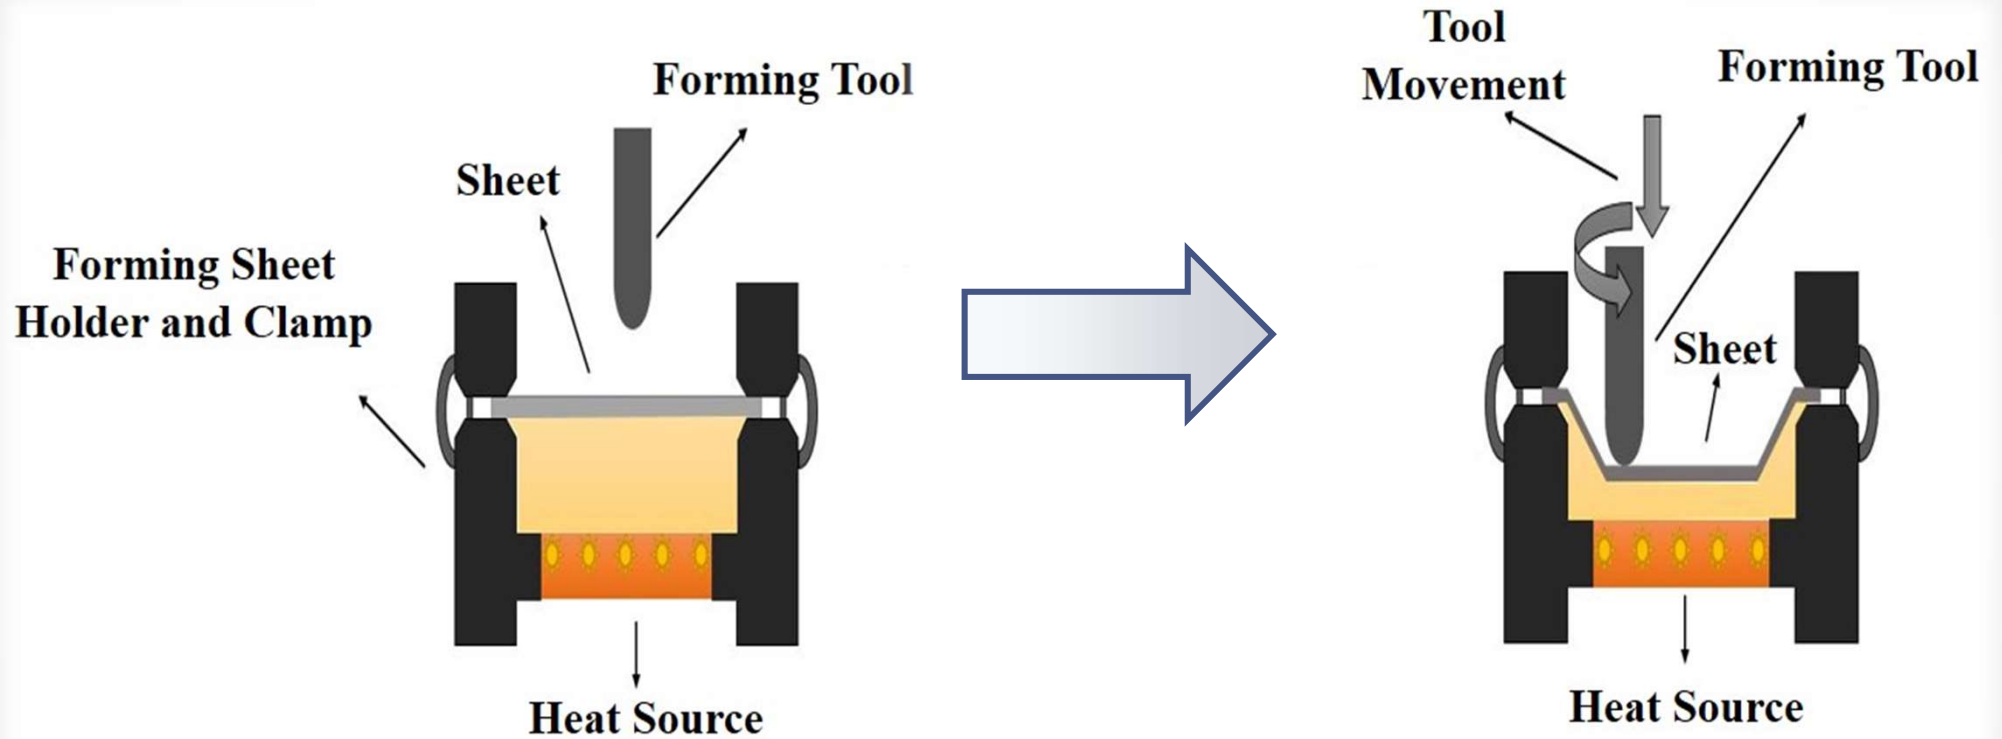 Forming Tool
Sheet
Forming Sheet
Holder and Clamp
Heat Source
Tool
Movement
Forming Tool
Sheet
Heat Source